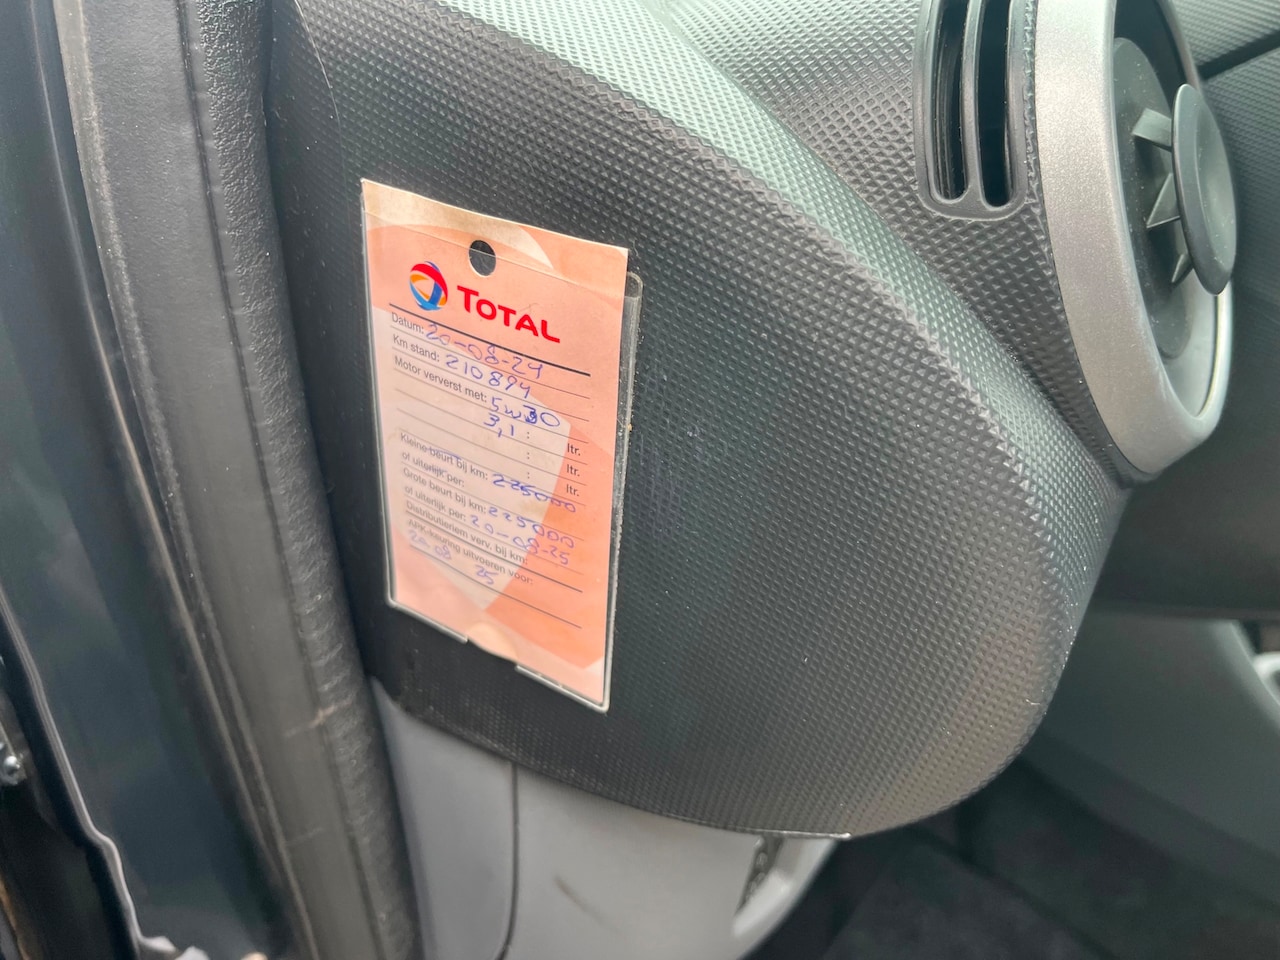 TOTAL
Datum: 20-08-24
Km stand: 210894
Motor ververst met: 5w30
3,1 : ltr.
: ltr.
: ltr.
Kleine beurt bij km: 225000
of uiterlijk per:
Grote beurt bij km: 225000
of uiterlijk per: 20-08-25
Distributieriem verv. bij km:
APK-keuring uitvoeren voor:
20 08 25